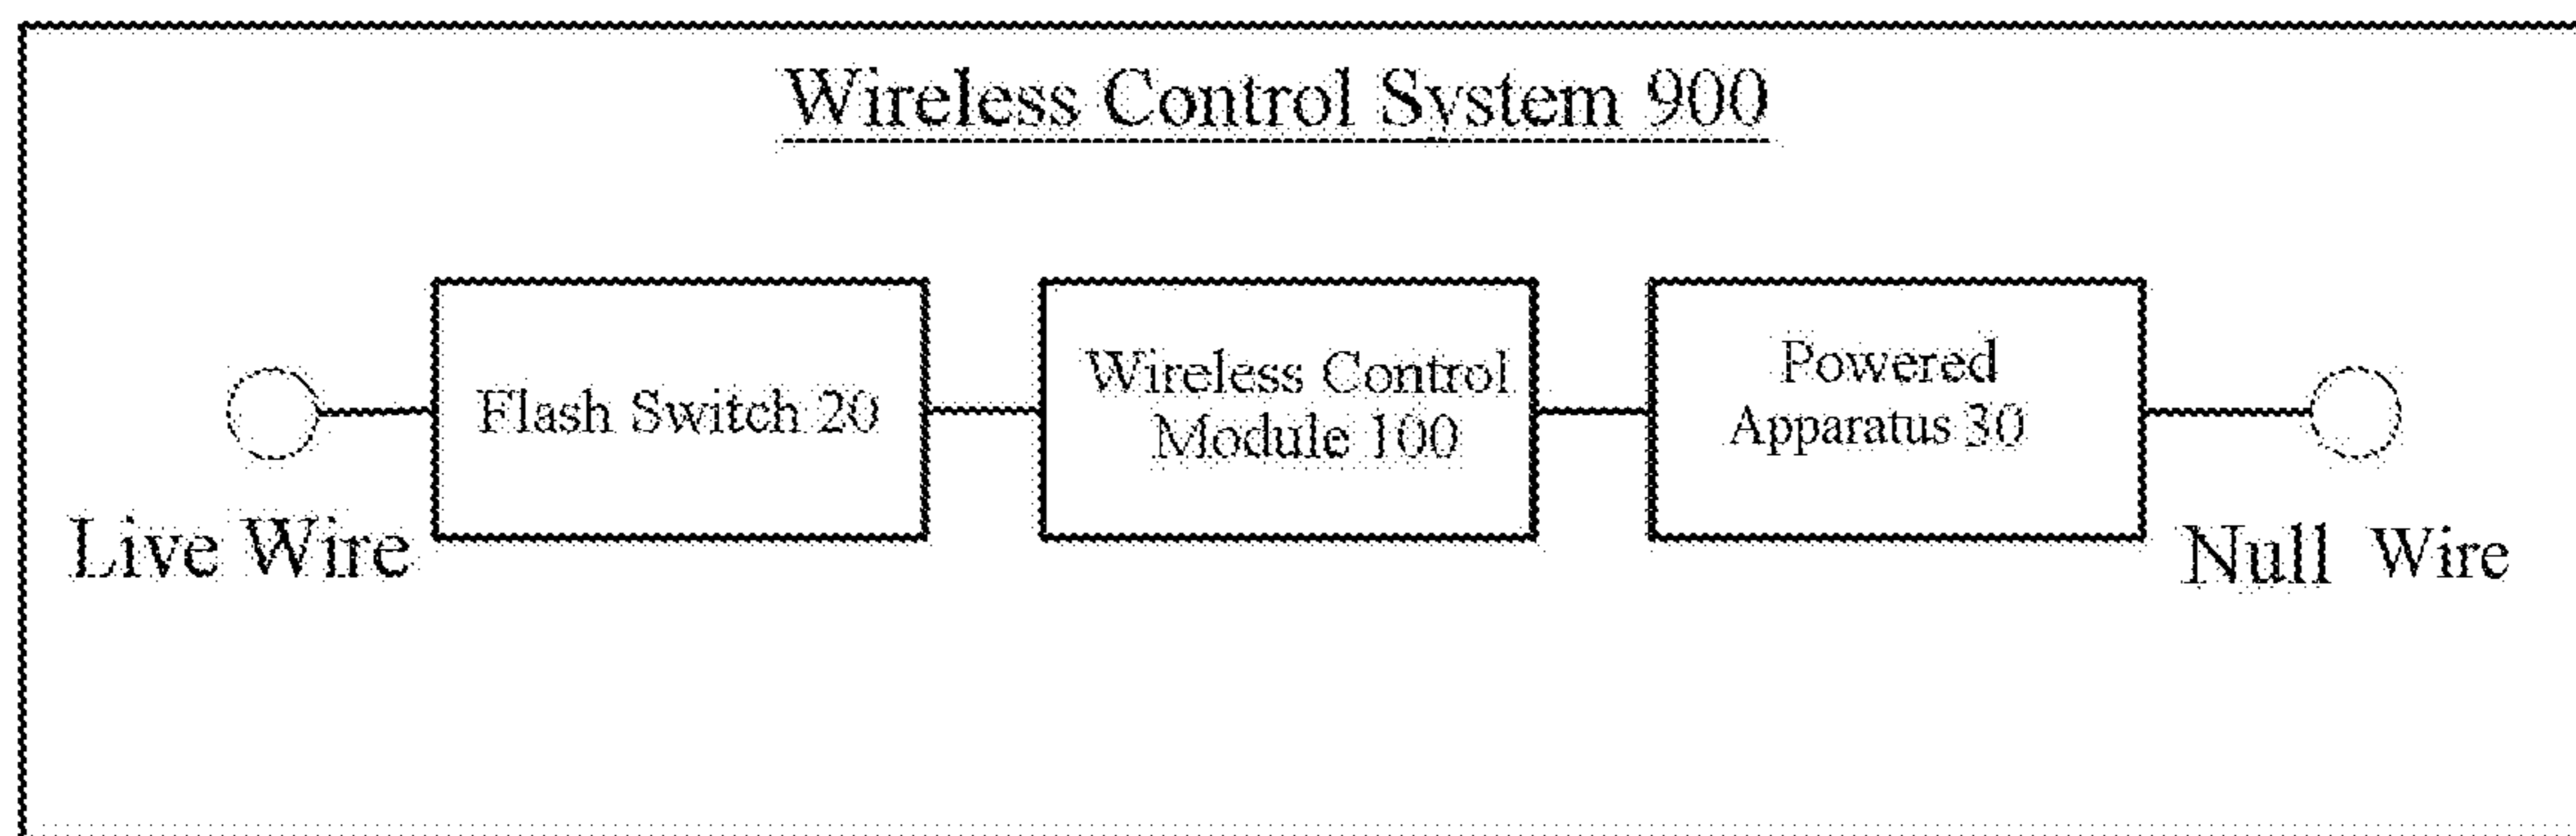 Wireless Control System 900
Flash Switch 20
Wireless Control
Module 100
Powered
Apparatus 30
Live Wire
Null Wire